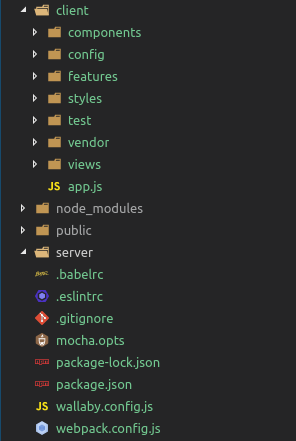 client
components
config
features
styles
test
vendor
views
JS app.js
node_modules
public
server
.babelrc
.eslintrc
.gitignore
mocha.opts
package-lock.json
package.json
JS wallaby.config.js
webpack.config.js